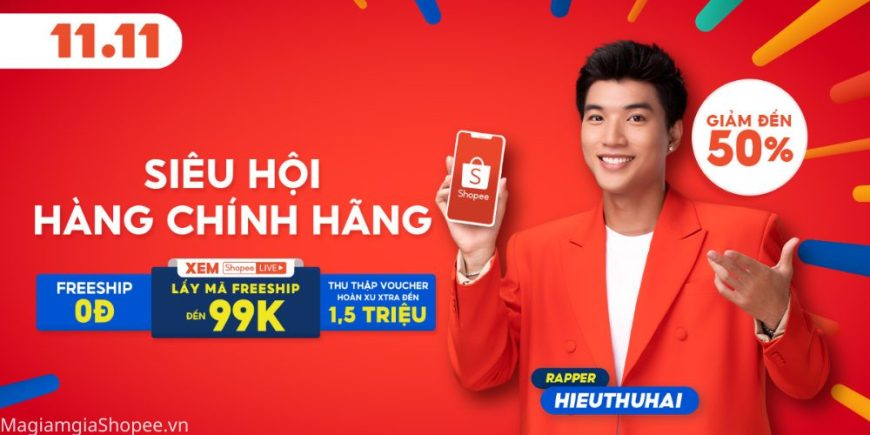 11.11
SIÊU HỘI
HÀNG CHÍNH HÃNG
XEM Shopee LIVE
FREESHIP
0Đ
LẤY MÃ FREESHIP
ĐẾN 99K
THU THẬP VOUCHER
HOÀN XU XTRA ĐẾN
1,5 TRIỆU
S
Shopee
GIẢM ĐẾN
50%
RAPPER
HIEUTHUHAI
MagiamgiaShopee.vn